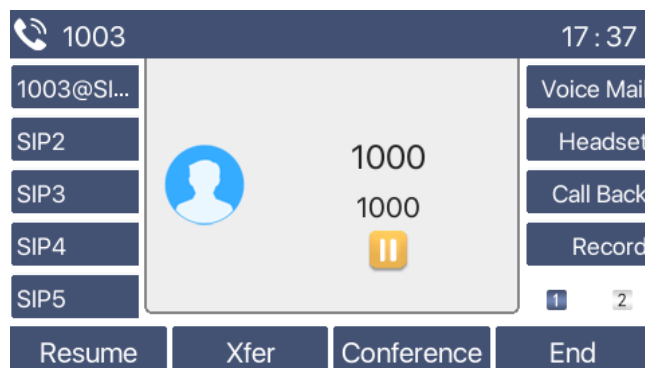 1003 17 : 37
1003@SI...
SIP2
SIP3
SIP4
SIP5
1000
1000
Voice Mail
Headset
Call Back
Record
1 2
Resume Xfer Conference End